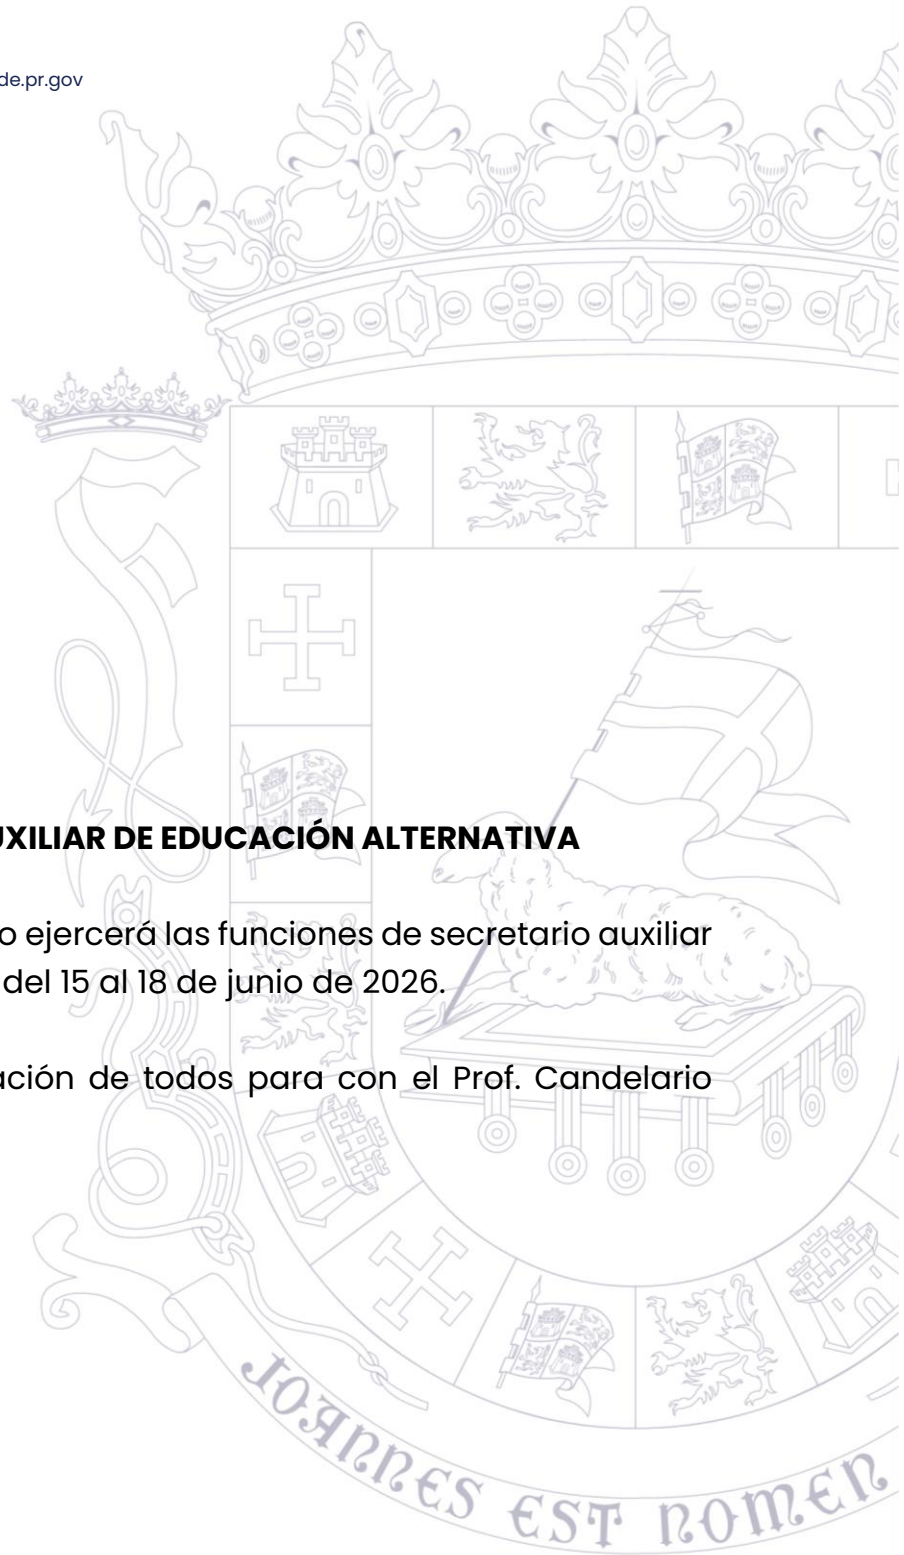 de.pr.gov
UXILIAR DE EDUCACIÓN ALTERNATIVA
o ejercerá las funciones de secretario auxiliar
del 15 al 18 de junio de 2026.
ación de todos para con el Prof. Candelario
JOANNES EST NOMEN